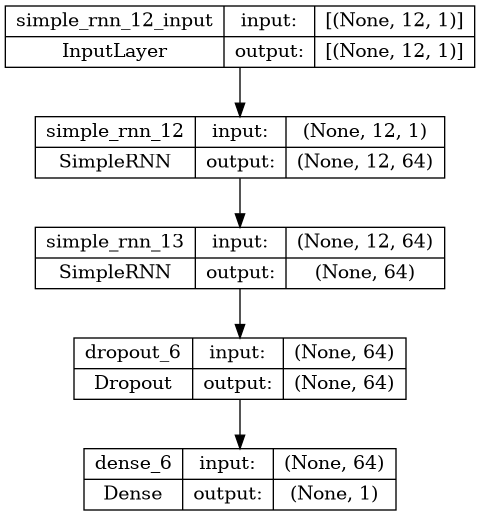 simple_rnn_12_input input: [(None, 12, 1)]
InputLayer output: [(None, 12, 1)]
simple_rnn_12 input: (None, 12, 1)
SimpleRNN output: (None, 12, 64)
simple_rnn_13 input: (None, 12, 64)
SimpleRNN output: (None, 64)
dropout_6 input: (None, 64)
Dropout output: (None, 64)
dense_6 input: (None, 64)
Dense output: (None, 1)